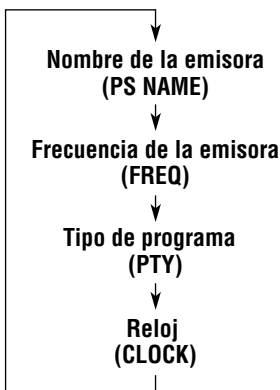 Nombre de la emisora
(PS NAME)
Frecuencia de la emisora
(FREQ)
Tipo de programa
(PTY)
Reloj
(CLOCK)